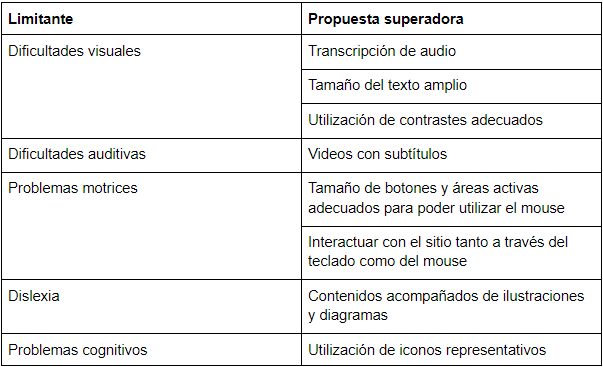 Limitante Propuesta superadora
Dificultades visuales Transcripción de audio
Tamaño del texto amplio
Utilización de contrastes adecuados
Dificultades auditivas Videos con subtítulos
Problemas motrices Tamaño de botones y áreas activas
adecuados para poder utilizar el mouse
Interactuar con el sitio tanto a través del
teclado como del mouse
Dislexia Contenidos acompañados de ilustraciones
y diagramas
Problemas cognitivos Utilización de iconos representativos